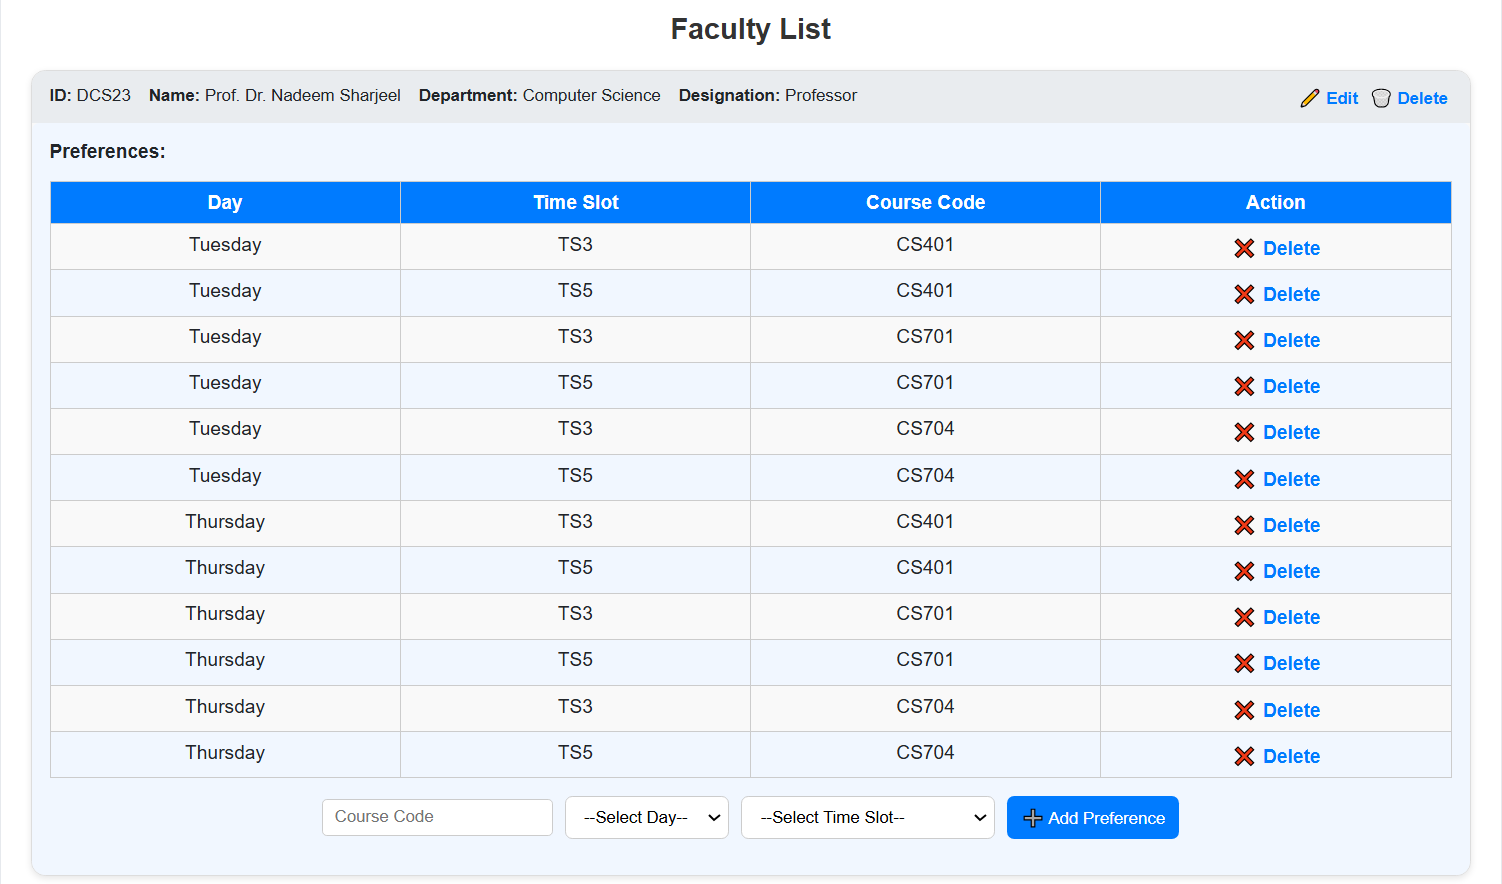 Faculty List
ID: DCS23 Name: Prof. Dr. Nadeem Sharjeel Department: Computer Science Designation: Professor Edit Delete
Preferences:
Day Time Slot Course Code Action
Tuesday TS3 CS401 Delete
Tuesday TS5 CS401 Delete
Tuesday TS3 CS701 Delete
Tuesday TS5 CS701 Delete
Tuesday TS3 CS704 Delete
Tuesday TS5 CS704 Delete
Thursday TS3 CS401 Delete
Thursday TS5 CS401 Delete
Thursday TS3 CS701 Delete
Thursday TS5 CS701 Delete
Thursday TS3 CS704 Delete
Thursday TS5 CS704 Delete
Course Code --Select Day-- --Select Time Slot-- Add Preference